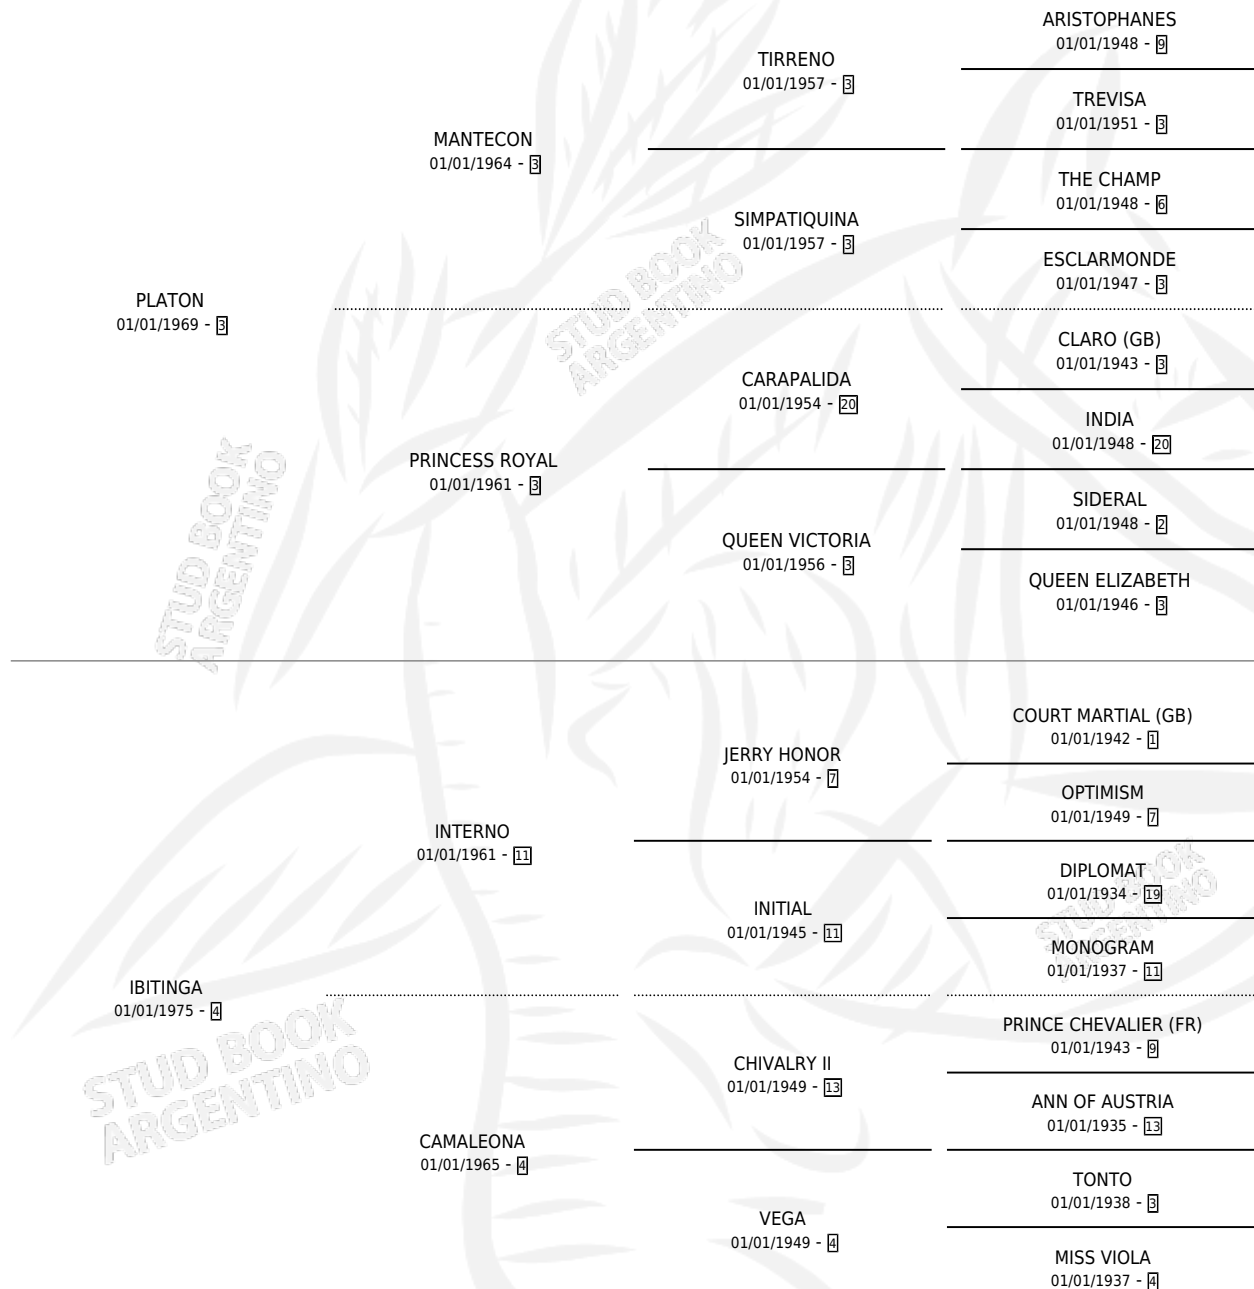 ARISTOPHANES
01/01/1948 - 9
TIRRENO
01/01/1957 - 3
TREVISA
01/01/1951 - 3
MANTECON
01/01/1964 - 3
THE CHAMP
01/01/1948 - 6
SIMPATIQUINA
01/01/1957 - 3
ESCLARMONDE
01/01/1947 - 3
PLATON
01/01/1969 - 3
CLARO (GB)
01/01/1943 - 3
CARAPALIDA
01/01/1954 - 20
INDIA
01/01/1948 - 20
PRINCESS ROYAL
01/01/1961 - 3
SIDERAL
01/01/1948 - 2
QUEEN VICTORIA
01/01/1956 - 3
QUEEN ELIZABETH
01/01/1946 - 3
COURT MARTIAL (GB)
01/01/1942 - 1
JERRY HONOR
01/01/1954 - 7
OPTIMISM
01/01/1949 - 7
INTERNO
01/01/1961 - 11
DIPLOMAT
01/01/1934 - 19
INITIAL
01/01/1945 - 11
MONOGRAM
01/01/1937 - 11
IBITINGA
01/01/1975 - 4
PRINCE CHEVALIER (FR)
01/01/1943 - 9
CHIVALRY II
01/01/1949 - 13
ANN OF AUSTRIA
01/01/1935 - 13
CAMALEONA
01/01/1965 - 4
TONTO
01/01/1938 - 3
VEGA
01/01/1949 - 4
MISS VIOLA
01/01/1937 - 4
STUD BOOK
ARGENTINO
STUD BOOK
ARGENTINO
STUD BOOK
ARGENTINO
STUD BOOK
ARGENTINO